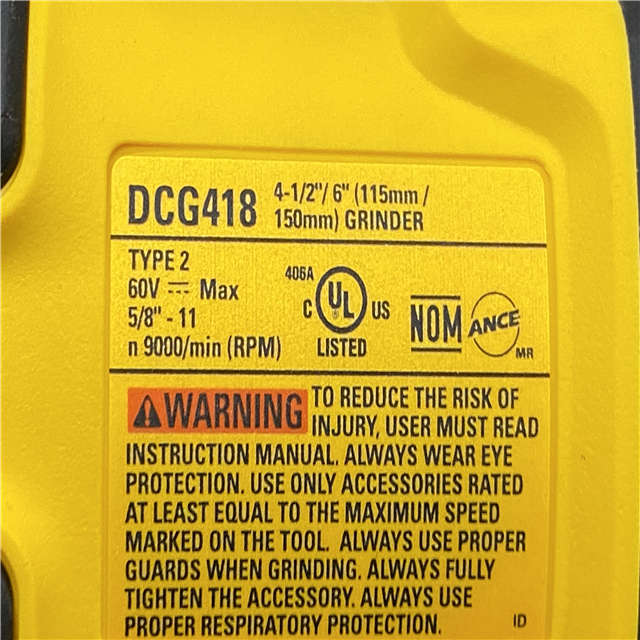 DCG418 4-1/2"/ 6" (115mm /
150mm) GRINDER
TYPE 2
60V ⎓ Max
5/8" - 11
n 9000/min (RPM)
406A
C UL US
LISTED
NOM ANCE
MR
⚠WARNING TO REDUCE THE RISK OF
INJURY, USER MUST READ
INSTRUCTION MANUAL. ALWAYS WEAR EYE
PROTECTION. USE ONLY ACCESSORIES RATED
AT LEAST EQUAL TO THE MAXIMUM SPEED
MARKED ON THE TOOL. ALWAYS USE PROPER
GUARDS WHEN GRINDING. ALWAYS FULLY
TIGHTEN THE ACCESSORY. ALWAYS USE
PROPER RESPIRATORY PROTECTION. ID